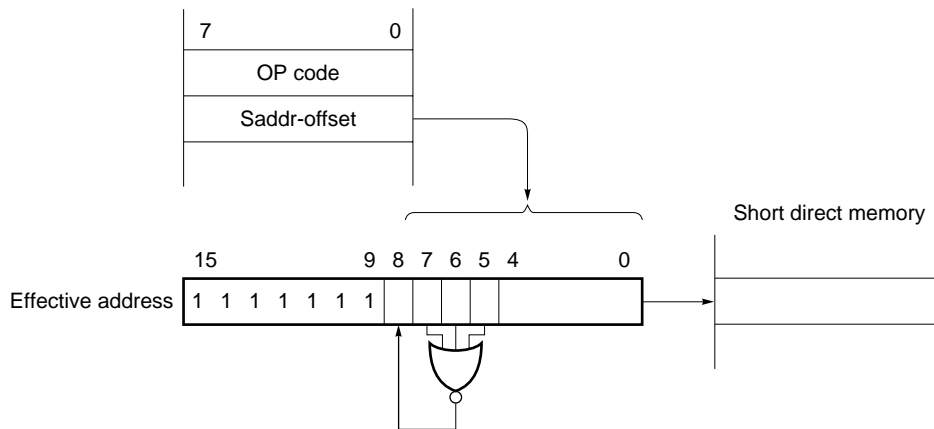 7 0
OP code
Saddr-offset
Short direct memory
15 9 8 7 6 5 4 0
Effective address 1 1 1 1 1 1 1